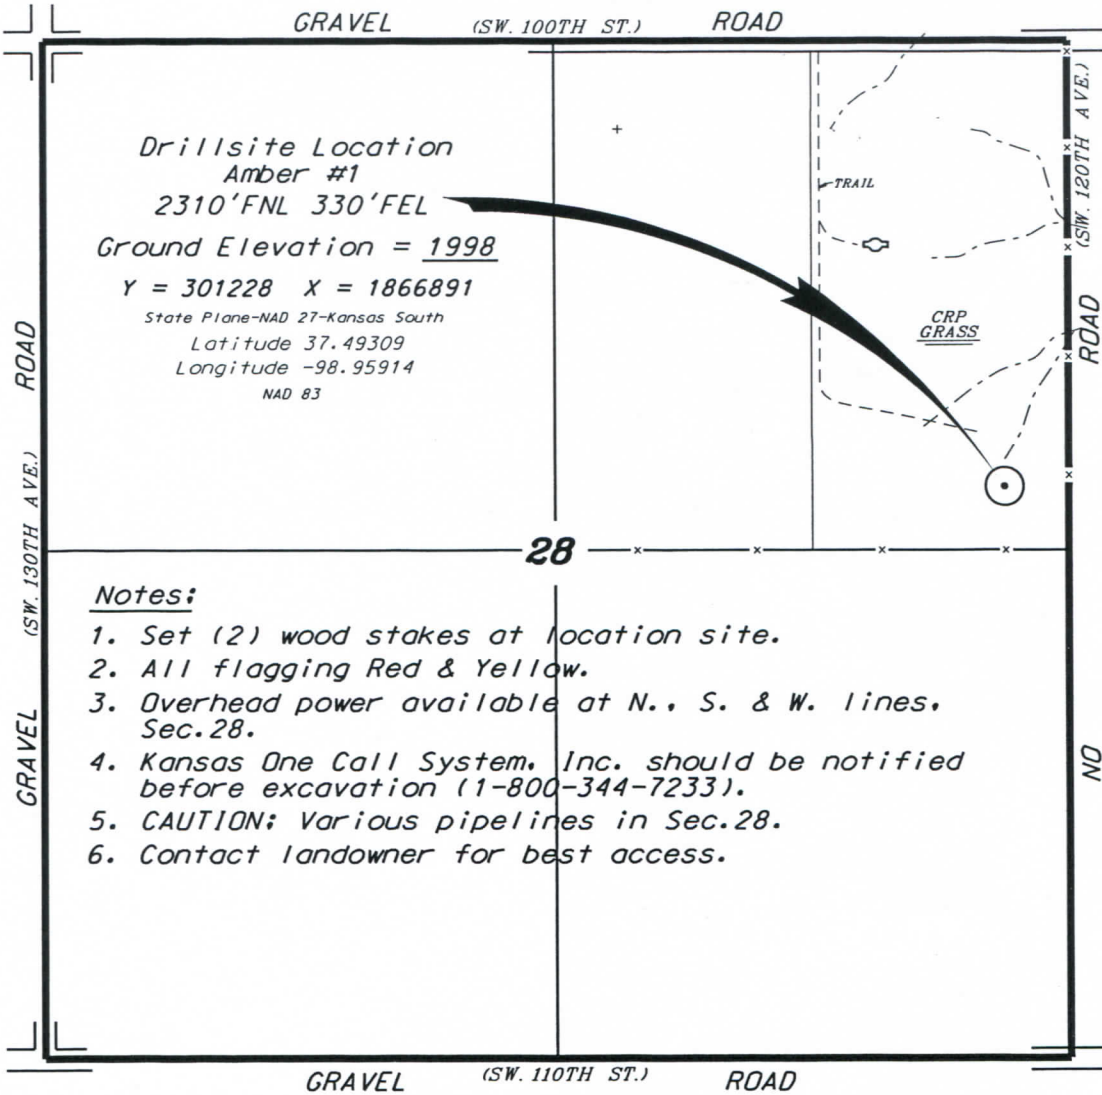 GRAVEL (SW. 100TH ST.) ROAD
Drillsite Location
Amber #1
2310'FNL 330'FEL
Ground Elevation = 1998
Y = 301228 X = 1866891
State Plane-NAD 27-Kansas South
Latitude 37.49309
Longitude -98.95914
NAD 83
TRAIL
CRP
GRASS
(SW. 120TH AVE.)
NO ROAD
GRAVEL (SW. 130TH AVE.) ROAD
28
Notes:
1. Set (2) wood stakes at location site.
2. All flagging Red & Yellow.
3. Overhead power available at N., S. & W. lines,
Sec.28.
4. Kansas One Call System, Inc. should be notified
before excavation (1-800-344-7233).
5. CAUTION: Various pipelines in Sec.28.
6. Contact landowner for best access.
GRAVEL (SW. 110TH ST.) ROAD